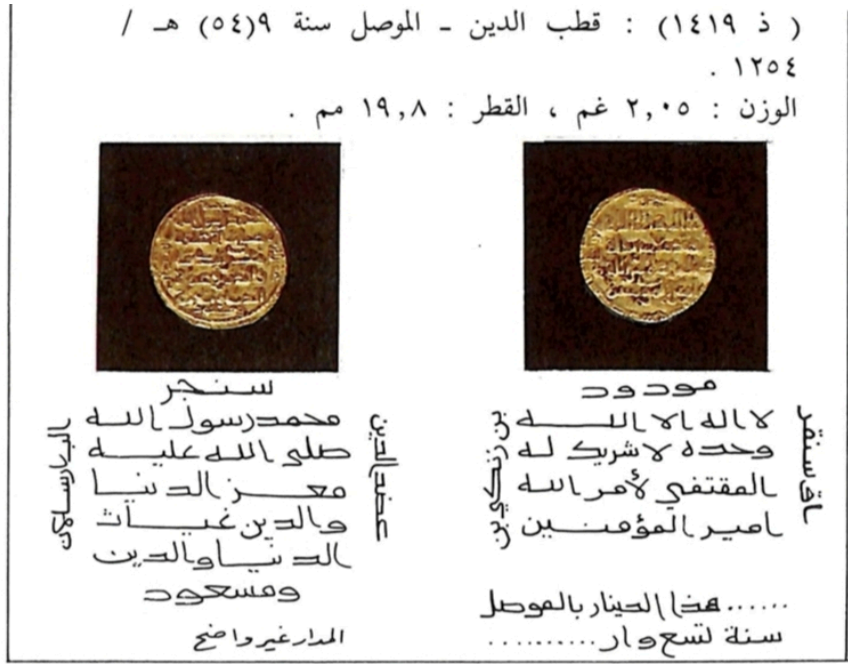 ( ذ ١٤١٩) : قطب الدين ـ الموصل سنة ٩(٥٤) هـ /
١٢٥٤ .
الوزن : ٢,٠٥ غم ، القطر : ١٩,٨ مم .
مودود
لا اله الا الله
وحده لا شريك له
المقتفي لأمر الله
امير المؤمنين
اق سنقر
بن زنكي بن
...... هذا الدينار بالموصل
سنة تسع وار ...........
سنجر
محمد رسول الله
صلى الله عليه
معز الدنيا
والدين غياث
الدنيا والدين
ومسعود
عضد الدين
المدار غير واضح